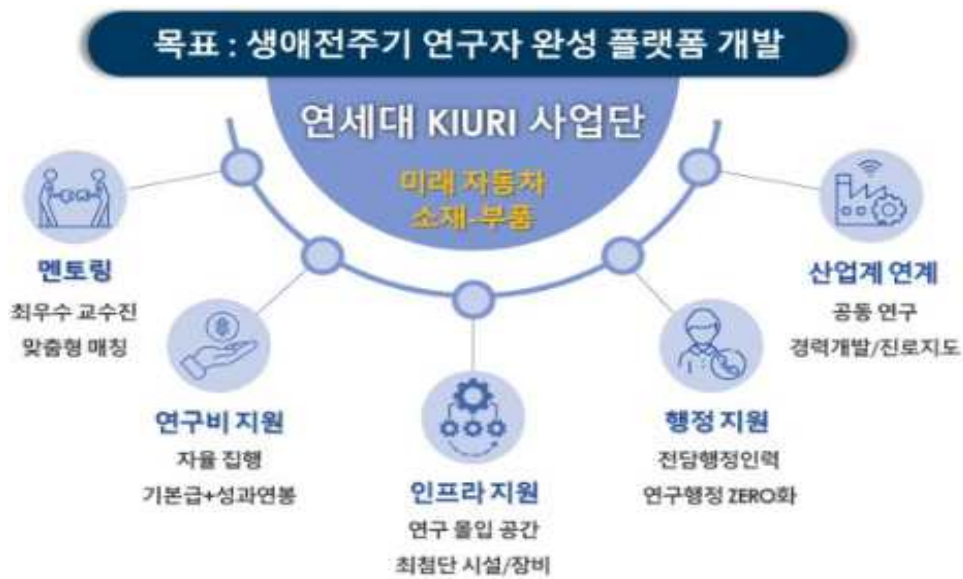 목표 : 생애전주기 연구자 완성 플랫폼 개발
연세대 KIURI 사업단
미래 자동차
소재-부품
멘토링
최우수 교수진
맞춤형 매칭
연구비 지원
자율 집행
기본급+성과연봉
인프라 지원
연구 몰입 공간
최첨단 시설/장비
행정 지원
전담행정인력
연구행정 ZERO화
산업계 연계
공동 연구
경력개발/진로지도